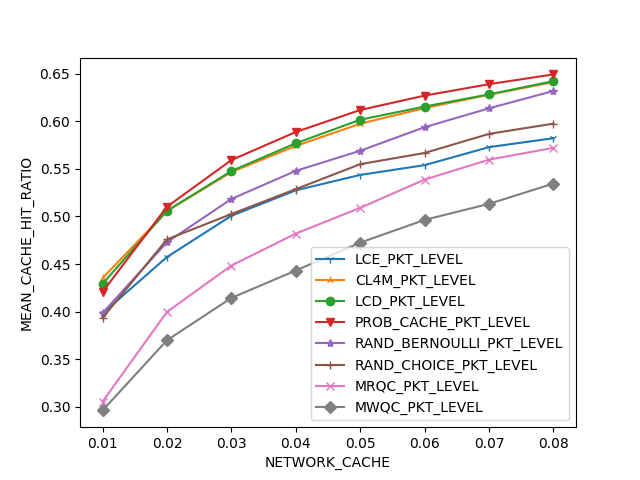 0.65
0.60
0.55
0.50
0.45
0.40
0.35
0.30
MEAN_CACHE_HIT_RATIO
0.01 0.02 0.03 0.04 0.05 0.06 0.07 0.08
NETWORK_CACHE
LCE_PKT_LEVEL
CL4M_PKT_LEVEL
LCD_PKT_LEVEL
PROB_CACHE_PKT_LEVEL
RAND_BERNOULLI_PKT_LEVEL
RAND_CHOICE_PKT_LEVEL
MRQC_PKT_LEVEL
MWQC_PKT_LEVEL